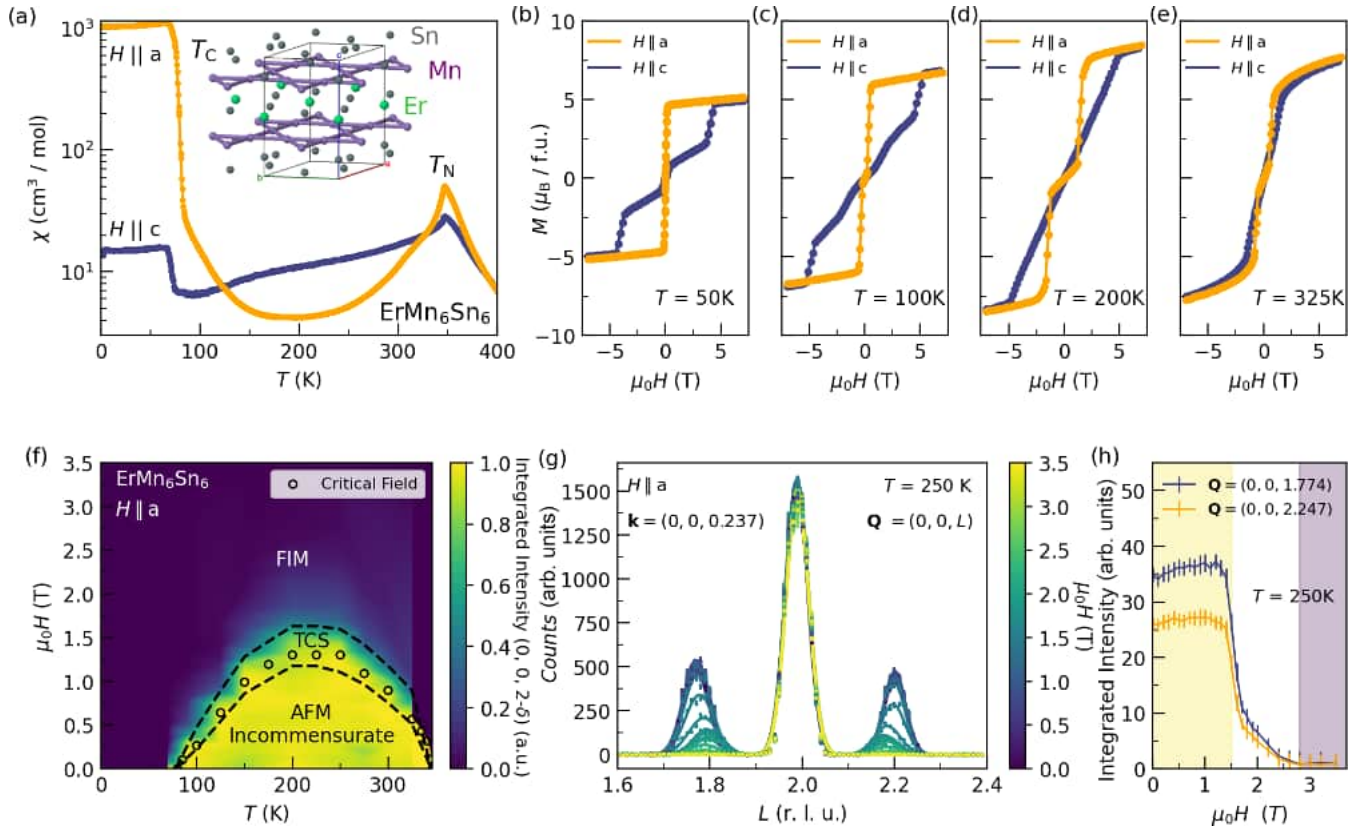 (a)
10³
10²
10¹
χ (cm³ / mol)
H || a
T_C
H || c
T_N
ErMn₆Sn₆
Sn
Mn
Er
c
b
a
0
100
200
300
400
T (K)
(b)
H ∥ a
H ∥ c
10
5
0
−5
−10
M (μ_B / f.u.)
T = 50K
−5
0
5
μ₀H (T)
(c)
H ∥ a
H ∥ c
T = 100K
−5
0
5
μ₀H (T)
(d)
H ∥ a
H ∥ c
T = 200K
−5
0
5
μ₀H (T)
(e)
H ∥ a
H ∥ c
T = 325K
−5
0
5
μ₀H (T)
(f)
3.5
3.0
2.5
2.0
1.5
1.0
0.5
0.0
μ₀H (T)
ErMn₆Sn₆
H ∥ a
Critical Field
FIM
TCS
AFM
Incommensurate
0
100
200
300
T (K)
1.0
0.8
0.6
0.4
0.2
0.0
Integrated Intensity (0, 0, 2-δ) (a.u.)
(g)
1500
1250
1000
750
500
250
0
Counts (arb. units)
H ∥ a
T = 250 K
k = (0, 0, 0.237)
Q = (0, 0, L)
1.6
1.8
2.0
2.2
2.4
L (r. l. u.)
3.5
3.0
2.5
2.0
1.5
1.0
0.5
0.0
μ₀H (T)
(h)
50
40
30
20
10
0
Integrated Intensity (arb. units)
Q = (0, 0, 1.774)
Q = (0, 0, 2.247)
T = 250K
0
1
2
3
μ₀H (T)